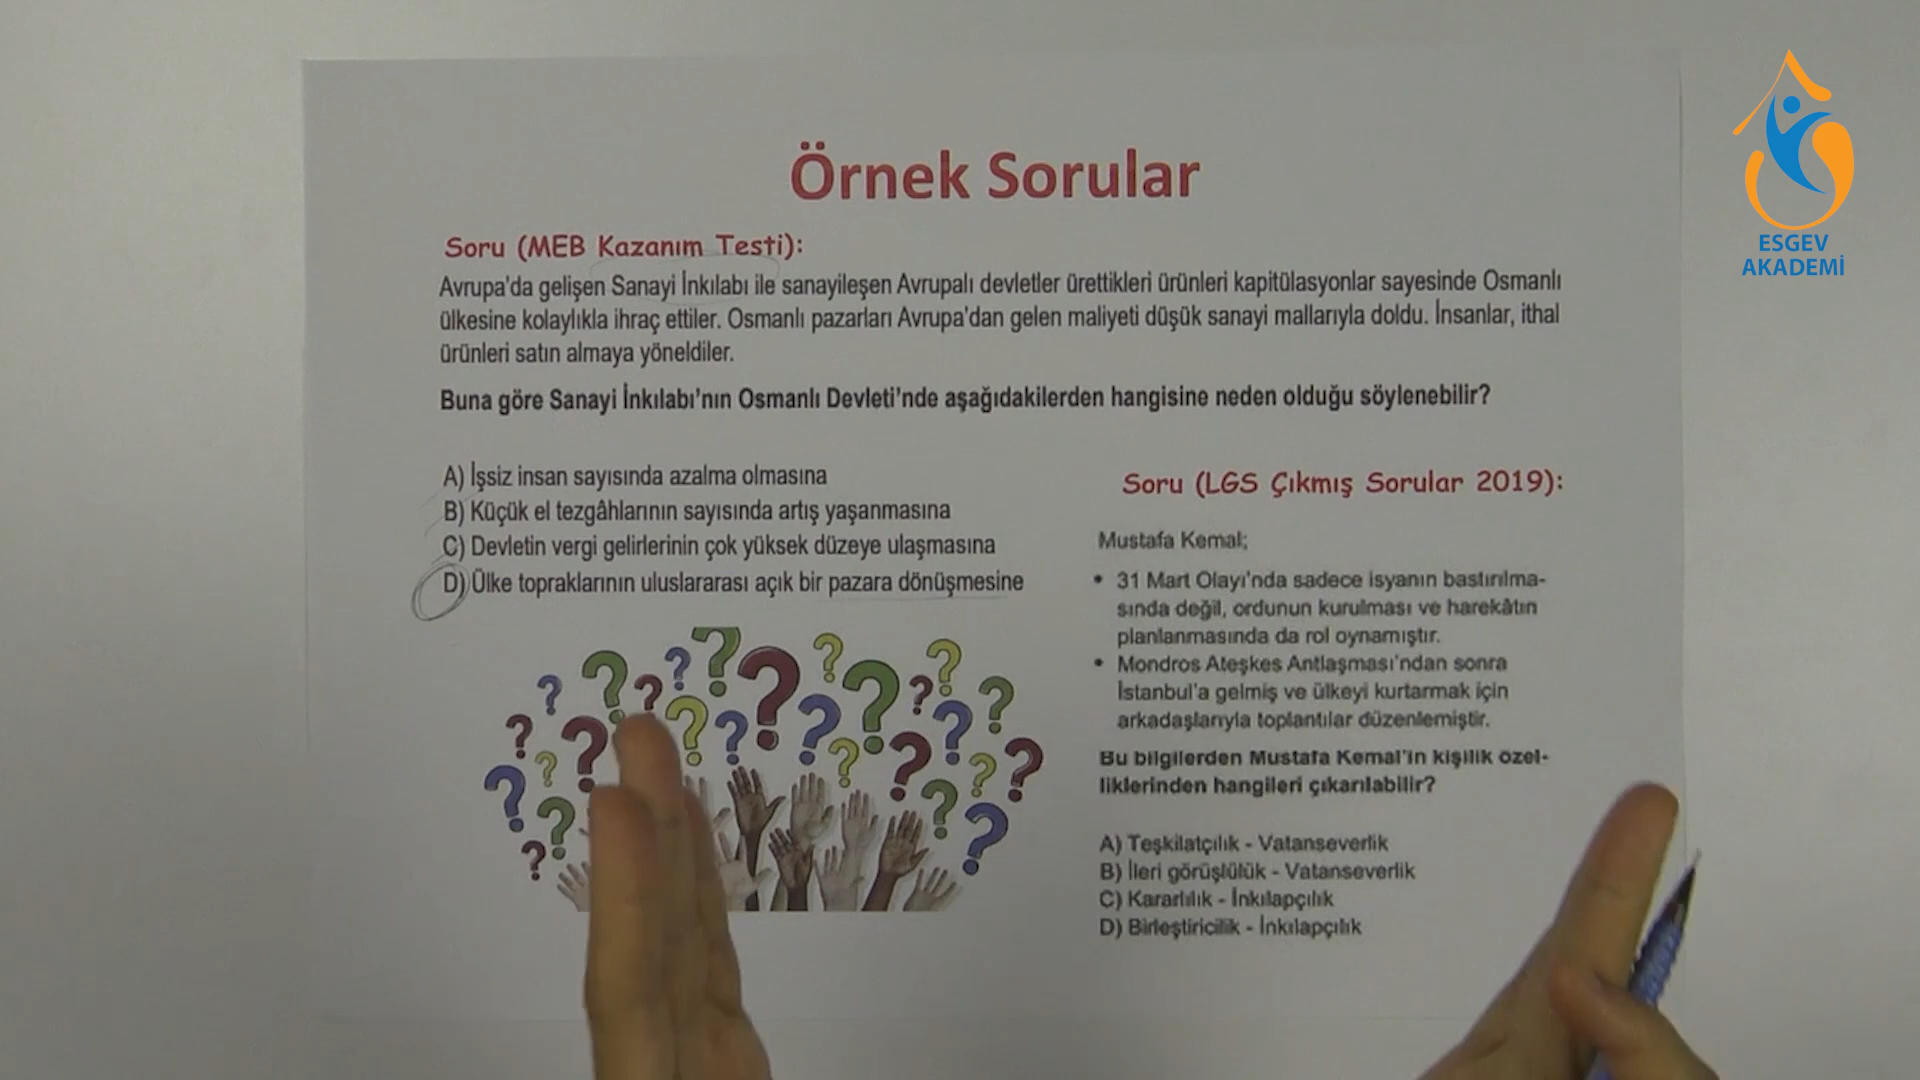 Örnek Sorular
Soru (MEB Kazanım Testi):
Avrupa'da gelişen Sanayi İnkılabı ile sanayileşen Avrupalı devletler ürettikleri ürünleri kapitülasyonlar sayesinde Osmanlı
ülkesine kolaylıkla ihraç ettiler. Osmanlı pazarları Avrupa'dan gelen maliyeti düşük sanayi mallarıyla doldu. İnsanlar, ithal
ürünleri satın almaya yöneldiler.
Buna göre Sanayi İnkılabı'nın Osmanlı Devleti'nde aşağıdakilerden hangisine neden olduğu söylenebilir?
A) İşsiz insan sayısında azalma olmasına
B) Küçük el tezgâhlarının sayısında artış yaşanmasına
C) Devletin vergi gelirlerinin çok yüksek düzeye ulaşmasına
D) Ülke topraklarının uluslararası açık bir pazara dönüşmesine
Soru (LGS Çıkmış Sorular 2019):
Mustafa Kemal;
• 31 Mart Olayı'nda sadece isyanın bastırılma-
sında değil, ordunun kurulması ve harekâtın
planlanmasında da rol oynamıştır.
• Mondros Ateşkes Antlaşması'ndan sonra
İstanbul'a gelmiş ve ülkeyi kurtarmak için
arkadaşlarıyla toplantılar düzenlemiştir.
Bu bilgilerden Mustafa Kemal'in kişilik özel-
liklerinden hangileri çıkarılabilir?
A) Teşkilatçılık - Vatanseverlik
B) İleri görüşlülük - Vatanseverlik
C) Kararlılık - İnkılapçılık
D) Birleştiricilik - İnkılapçılık
ESGEV
AKADEMİ